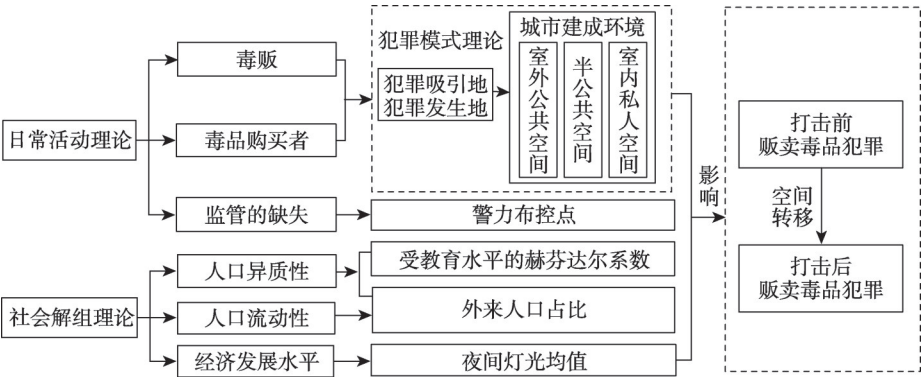 日常活动理论
毒贩
毒品购买者
监管的缺失
犯罪模式理论
犯罪吸引地
犯罪发生地
城市建成环境
室外公共空间
半公共空间
室内私人空间
警力布控点
社会解组理论
人口异质性
人口流动性
经济发展水平
受教育水平的赫芬达尔系数
外来人口占比
夜间灯光均值
影响
打击前
贩卖毒品犯罪
空间
转移
打击后
贩卖毒品犯罪